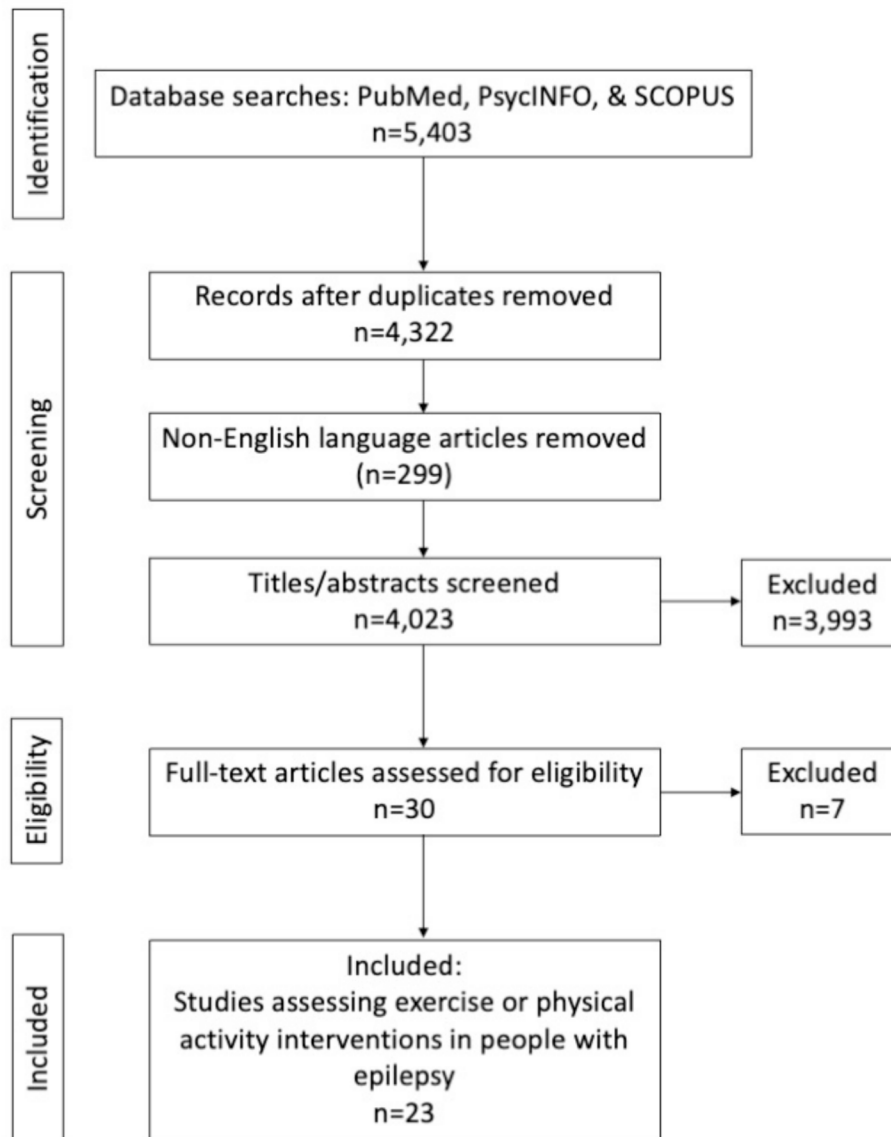 Identification
Database searches: PubMed, PsycINFO, & SCOPUS
n=5,403
Screening
Records after duplicates removed
n=4,322
Non-English language articles removed
(n=299)
Titles/abstracts screened
n=4,023
Excluded
n=3,993
Eligibility
Full-text articles assessed for eligibility
n=30
Excluded
n=7
Included
Included:
Studies assessing exercise or physical
activity interventions in people with
epilepsy
n=23